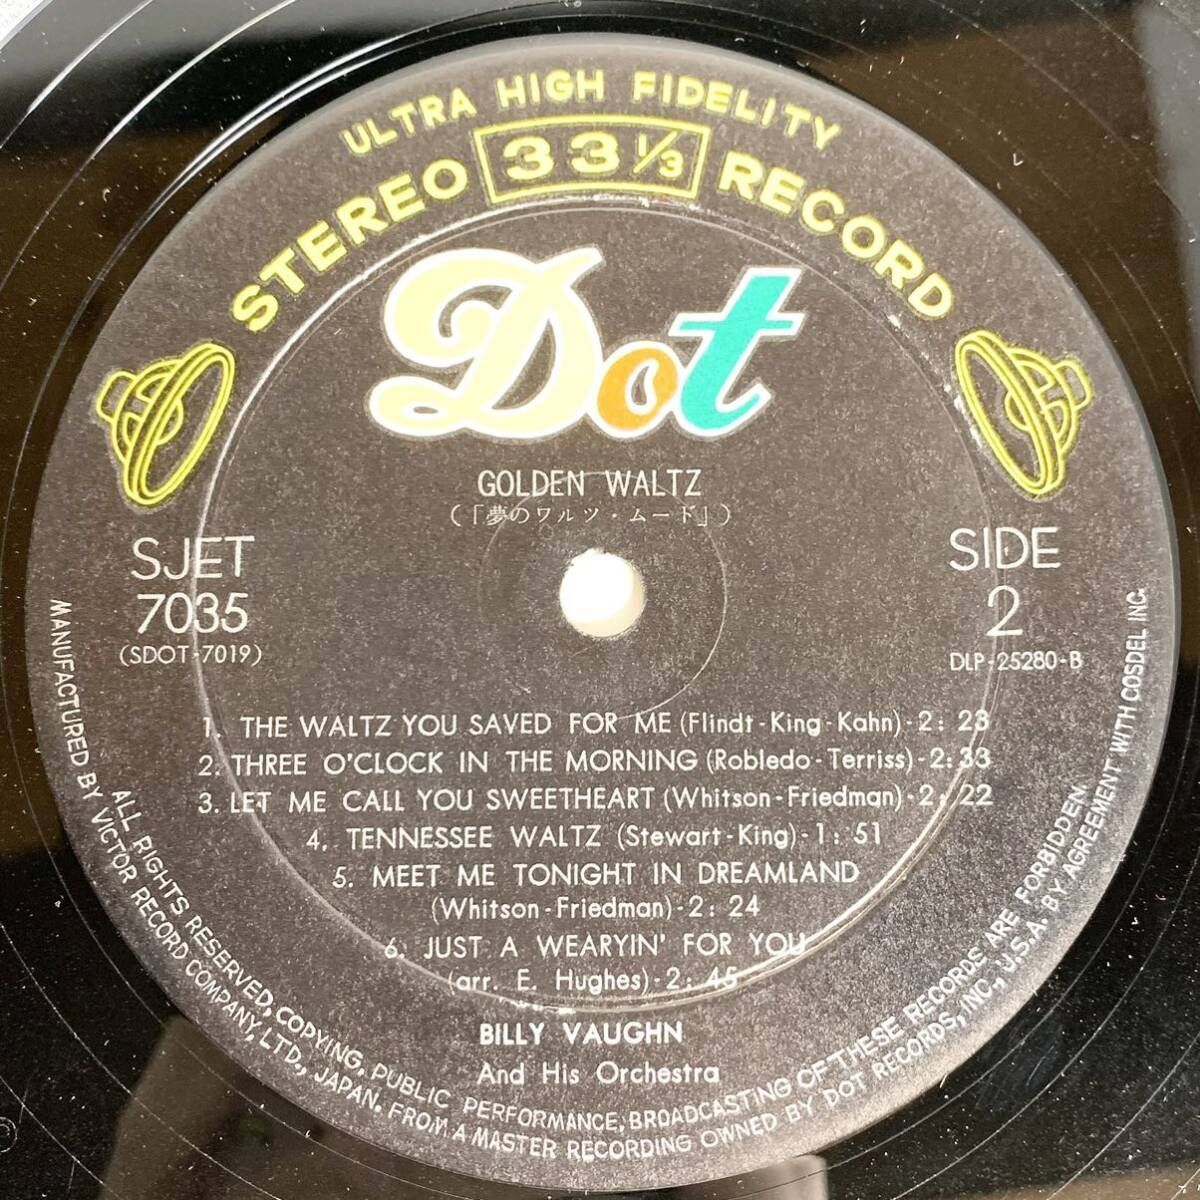 ULTRA HIGH FIDELITY
STEREO 33 1/3 RECORD
Dot
GOLDEN WALTZ
(「夢のワルツ・ムード」)
SJET
7035
(SDOT-7019)
SIDE
2
DLP-25280-B
1. THE WALTZ YOU SAVED FOR ME (Flindt-King-Kahn)-2:23
2. THREE O'CLOCK IN THE MORNING (Robledo-Terriss)-2:33
3. LET ME CALL YOU SWEETHEART (Whitson-Friedman)-2:22
4. TENNESSEE WALTZ (Stewart-King)-1:51
5. MEET ME TONIGHT IN DREAMLAND
(Whitson-Friedman)-2:24
6. JUST A WEARYIN' FOR YOU
(arr. E. Hughes)-2:45
BILLY VAUGHN
And His Orchestra
ALL RIGHTS RESERVED, COPYING, PUBLIC PERFORMANCE, BROADCASTING OF THESE RECORDS ARE FORBIDDEN.
MANUFACTURED BY VICTOR RECORD COMPANY, LTD., JAPAN. FROM A MASTER RECORDING OWNED BY DOT RECORDS, INC., U.S.A. BY AGREEMENT WITH COSDEL INC.